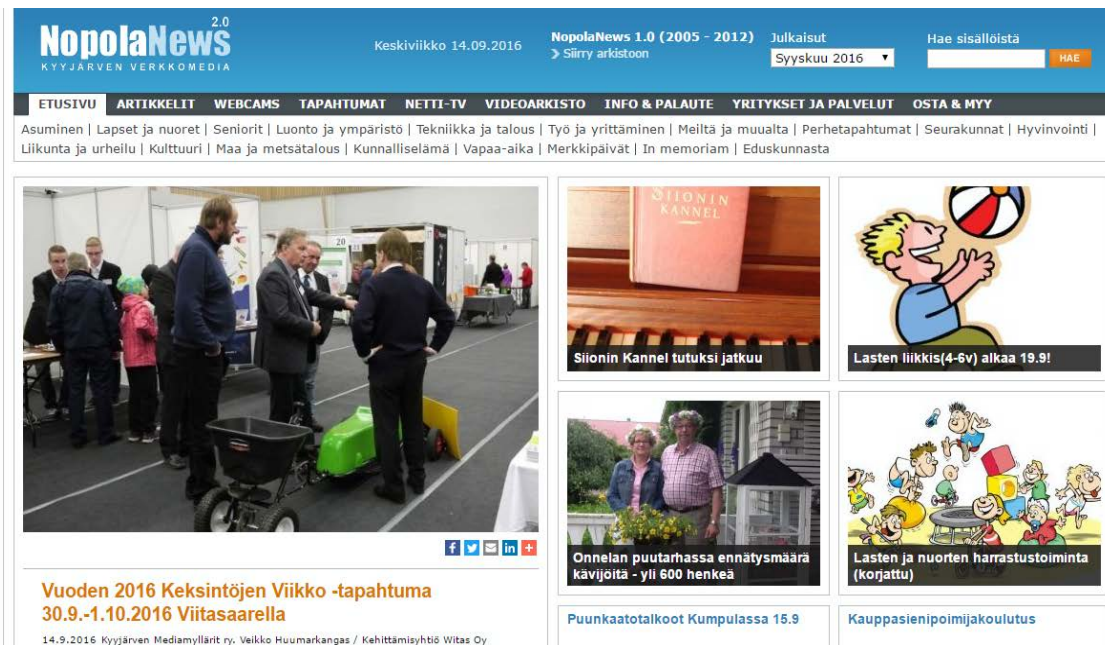 NopolaNews 2.0
KYYJÄRVEN VERKKOMEDIA
Keskiviikko 14.09.2016
NopolaNews 1.0 (2005 - 2012)
Siirry arkistoon
Julkaisut
Syyskuu 2016
Hae sisällöistä
HAE
ETUSIVU ARTIKKELIT WEBCAMS TAPAHTUMAT NETTI-TV VIDEOARKISTO INFO & PALAUTE YRITYKSET JA PALVELUT OSTA & MYY
Asuminen | Lapset ja nuoret | Seniorit | Luonto ja ympäristö | Tekniikka ja talous | Työ ja yrittäminen | Meiltä ja muualta | Perhetapahtumat | Seurakunnat | Hyvinvointi |
Liikunta ja urheilu | Kulttuuri | Maa ja metsätalous | Kunnalliselämä | Vapaa-aika | Merkkipäivät | In memoriam | Eduskunnasta
20
SIIONIN
KANNEL
Siionin Kannel tutuksi jatkuu
Lasten liikkis(4-6v) alkaa 19.9!
Onnelan puutarhassa ennätysmäärä
kävijöitä - yli 600 henkeä
Lasten ja nuorten harrastustoiminta
(korjattu)
Vuoden 2016 Keksintöjen Viikko -tapahtuma
30.9.-1.10.2016 Viitasaarella
14.9.2016 Kyyjärven Mediamyllärit ry. Veikko Huumarkangas / Kehittämisyhtiö Witas Oy
Puunkaatotalkoot Kumpulassa 15.9
Kauppasienipoimijakoulutus